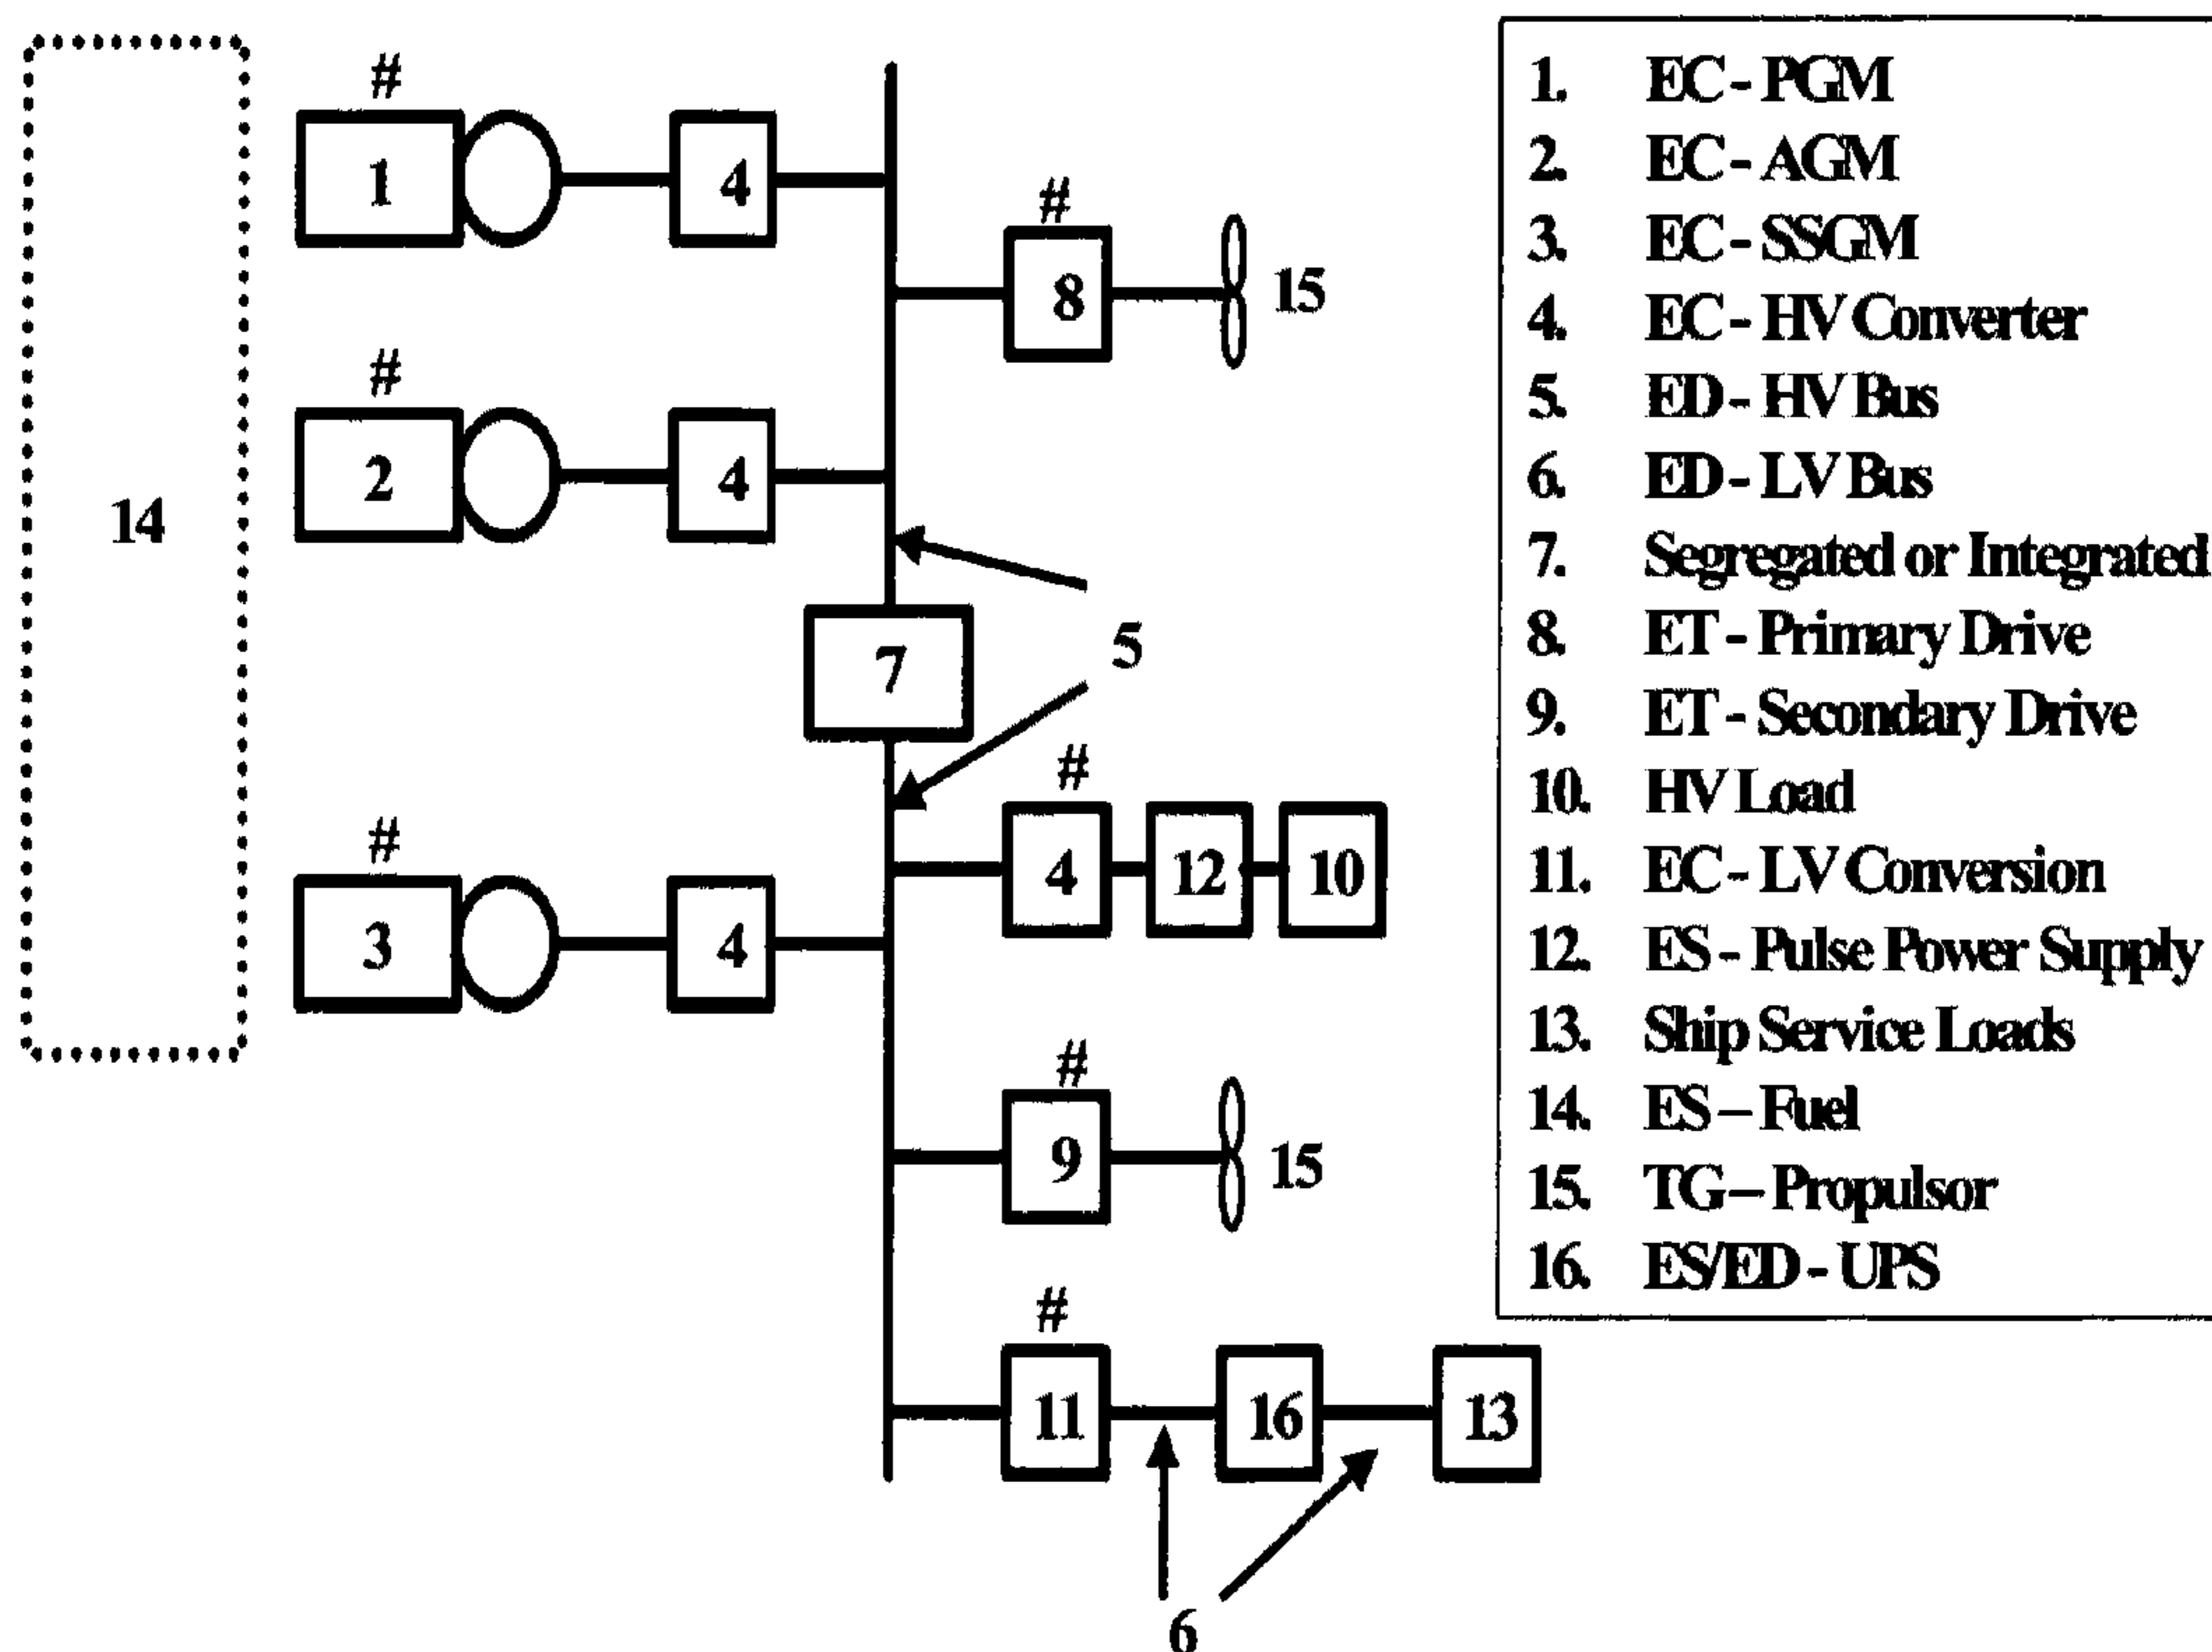 #
1
4
#
8
15
#
2
4
14
5
7
#
4
12
10
#
3
4
#
9
15
#
11
16
13
6
1. EC - PGM
2. EC - AGM
3. EC - SSGM
4. EC - HV Converter
5. ED - HV Bus
6. ED - LV Bus
7. Segregated or Integrated
8. ET - Primary Drive
9. ET - Secondary Drive
10. HV Load
11. EC - LV Conversion
12. ES - Pulse Power Supply
13. Ship Service Loads
14. ES – Fuel
15. TG – Propulsor
16. ES/ED - UPS